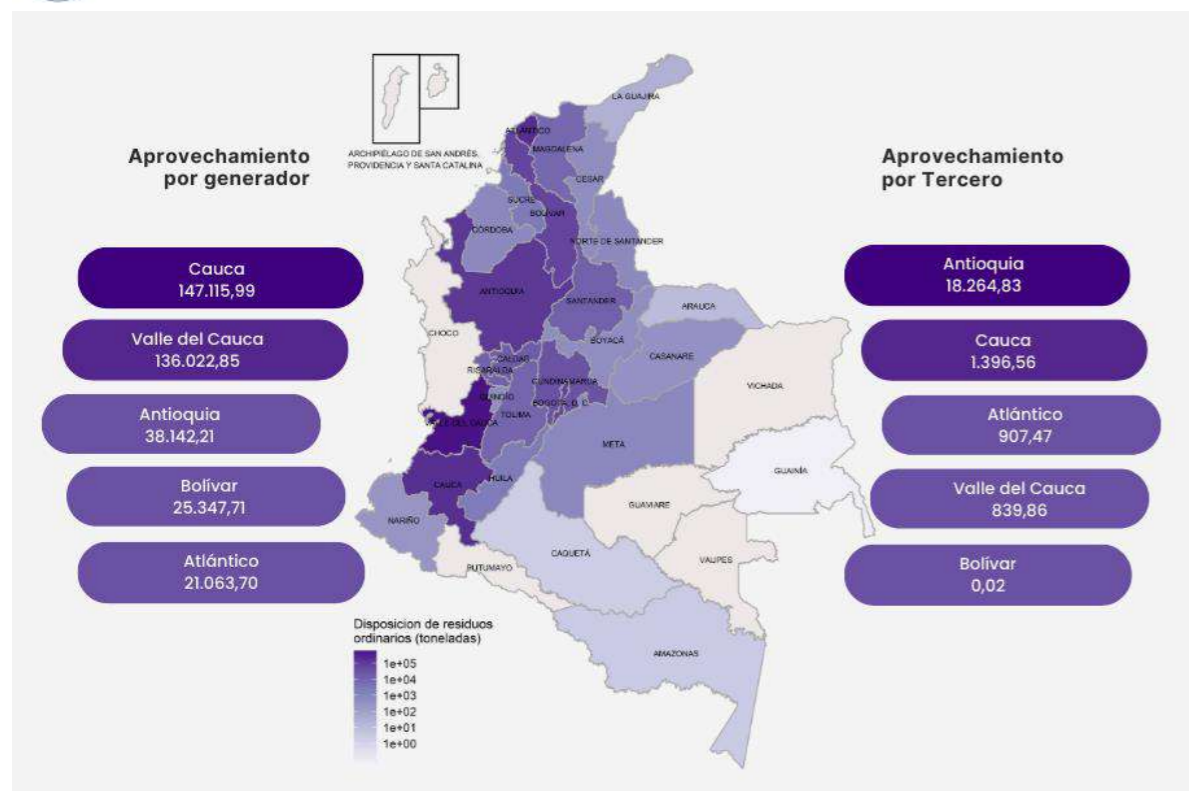 Aprovechamiento
por generador
Cauca
147.115,99
Valle del Cauca
136.022,85
Antioquia
38.142,21
Bolívar
25.347,71
Atlántico
21.063,70
ARCHIPIÉLAGO DE SAN ANDRÉS,
PROVIDENCIA Y SANTA CATALINA
LA GUAJIRA
ATLÁNTICO
MAGDALENA
CESAR
SUCRE
BOLÍVAR
CÓRDOBA
NORTE DE SANTANDER
ANTIOQUIA
SANTANDER
ARAUCA
CHOCO
BOYACÁ
CASANARE
CALDAS
RISARALDA
CUNDINAMARCA
VICHADA
QUINDÍO
BOGOTA, D. C.
TOLIMA
VALLE DEL CAUCA
META
GUAINÍA
HUILA
CAUCA
GUAVIARE
NARIÑO
CAQUETÁ
VAUPES
PUTUMAYO
AMAZONAS
Disposicion de residuos
ordinarios (toneladas)
1e+05
1e+04
1e+03
1e+02
1e+01
1e+00
Aprovechamiento
por Tercero
Antioquia
18.264,83
Cauca
1.396,56
Atlántico
907,47
Valle del Cauca
839,86
Bolívar
0,02